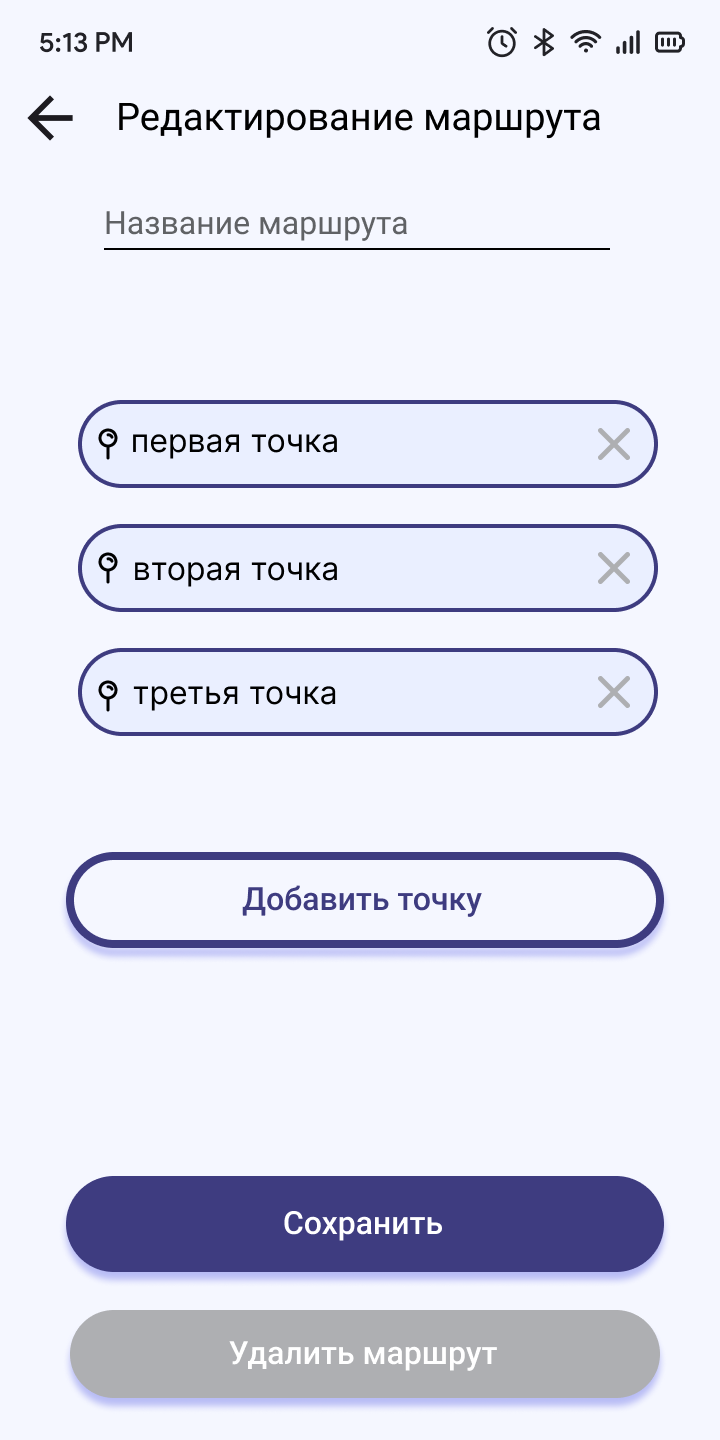 5:13 PM
Редактирование маршрута
Название маршрута
первая точка
вторая точка
третья точка
Добавить точку
Сохранить
Удалить маршрут